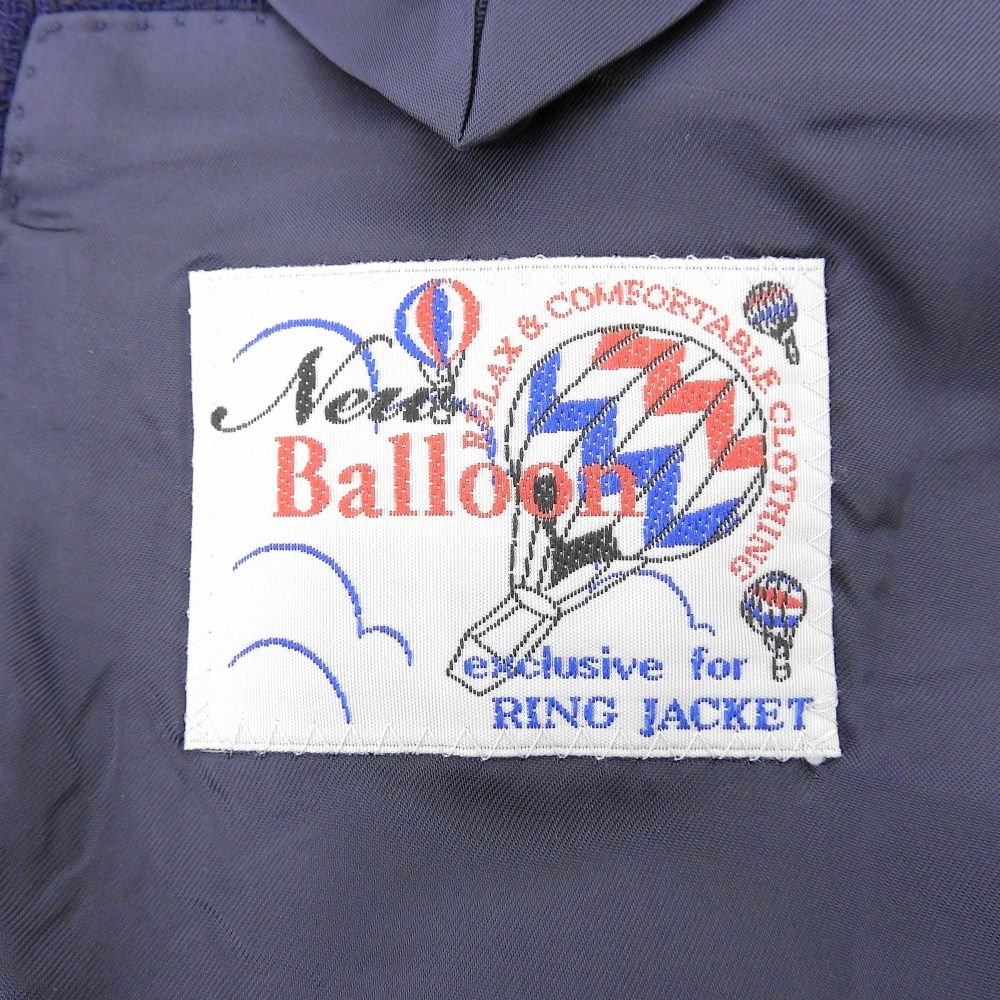 New
Balloon
RELAX & COMFORTABLE CLOTHING
exclusive for
RING JACKET